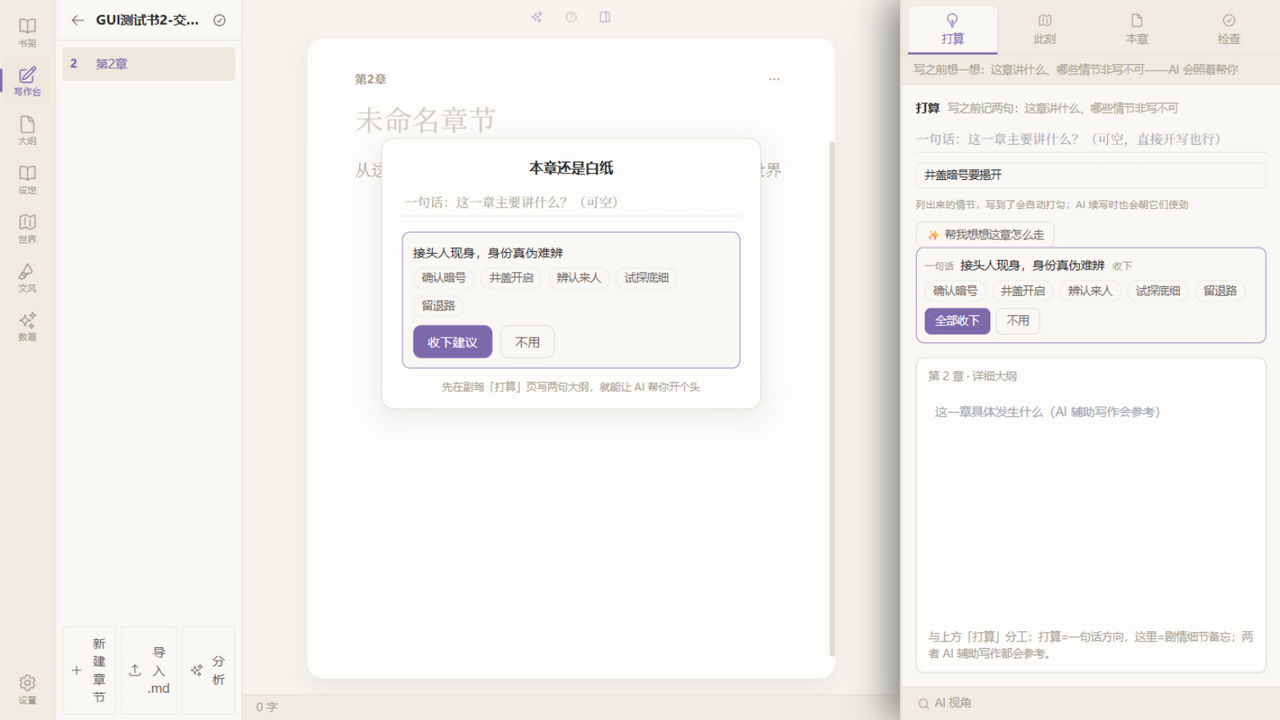 书架
写作台
大纲
设定
世界
文风
数据
设置
GUI测试书2-交...
2 第2章
新建章节
导入.md
分析
第2章
...
未命名章节
从这
世界
本章还是白纸
一句话：这一章主要讲什么？（可空）
接头人现身，身份真伪难辨
确认暗号 井盖开启 辨认来人 试探底细
留退路
收下建议 不用
先在副驾「打算」页写两句大纲，就能让 AI 帮你开个头
0 字
打算 此刻 本章 检查
写之前想一想：这章讲什么、哪些情节非写不可——AI 会照着帮你
打算 写之前记两句：这章讲什么、哪些情节非写不可
一句话：这一章主要讲什么？（可空，直接开写也行）
井盖暗号要揭开
列出来的情节，写到了会自动打勾；AI 续写时也会朝它们使劲
帮我想想这章怎么走
一句话 接头人现身，身份真伪难辨 收下
确认暗号 井盖开启 辨认来人 试探底细 留退路
全部收下 不用
第 2 章 · 详细大纲
这一章具体发生什么（AI 辅助写作会参考）
与上方「打算」分工：打算=一句话方向，这里=剧情细节备忘；两
者 AI 辅助写作都会参考。
AI 视角